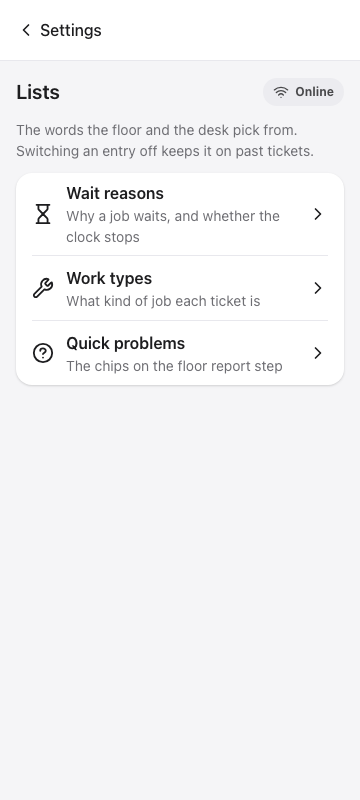 Settings
Lists
Online
The words the floor and the desk pick from.
Switching an entry off keeps it on past tickets.
Wait reasons
Why a job waits, and whether the
clock stops
Work types
What kind of job each ticket is
Quick problems
The chips on the floor report step